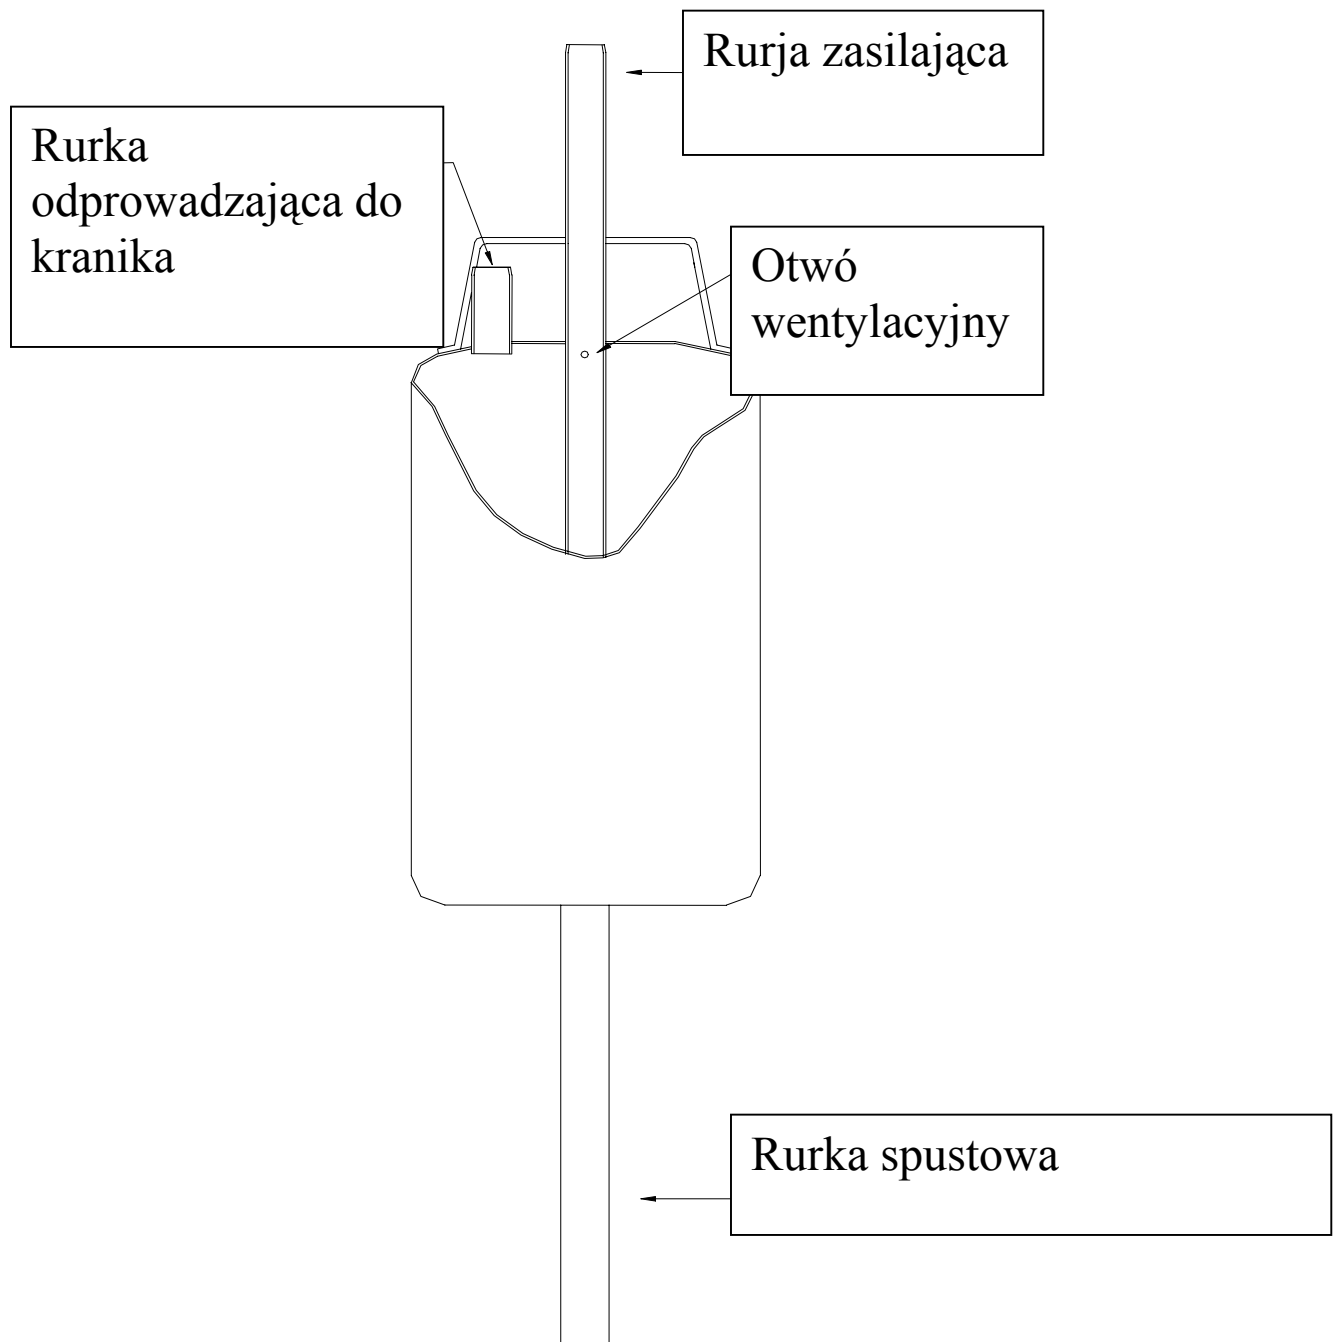 Rurja zasilająca
Rurka
odprowadzająca do
kranika
Otwó
wentylacyjny
Rurka spustowa